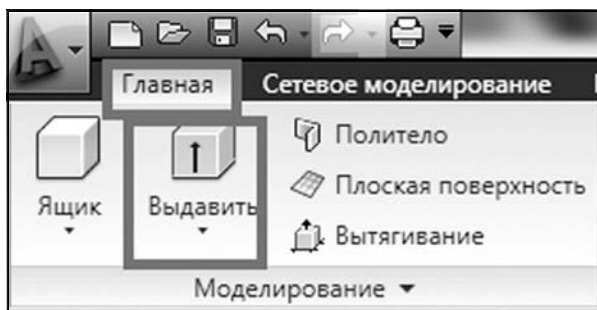 Главная Сетевое моделирование
Политело
Ящик Выдавить Плоская поверхность
Вытягивание
Моделирование